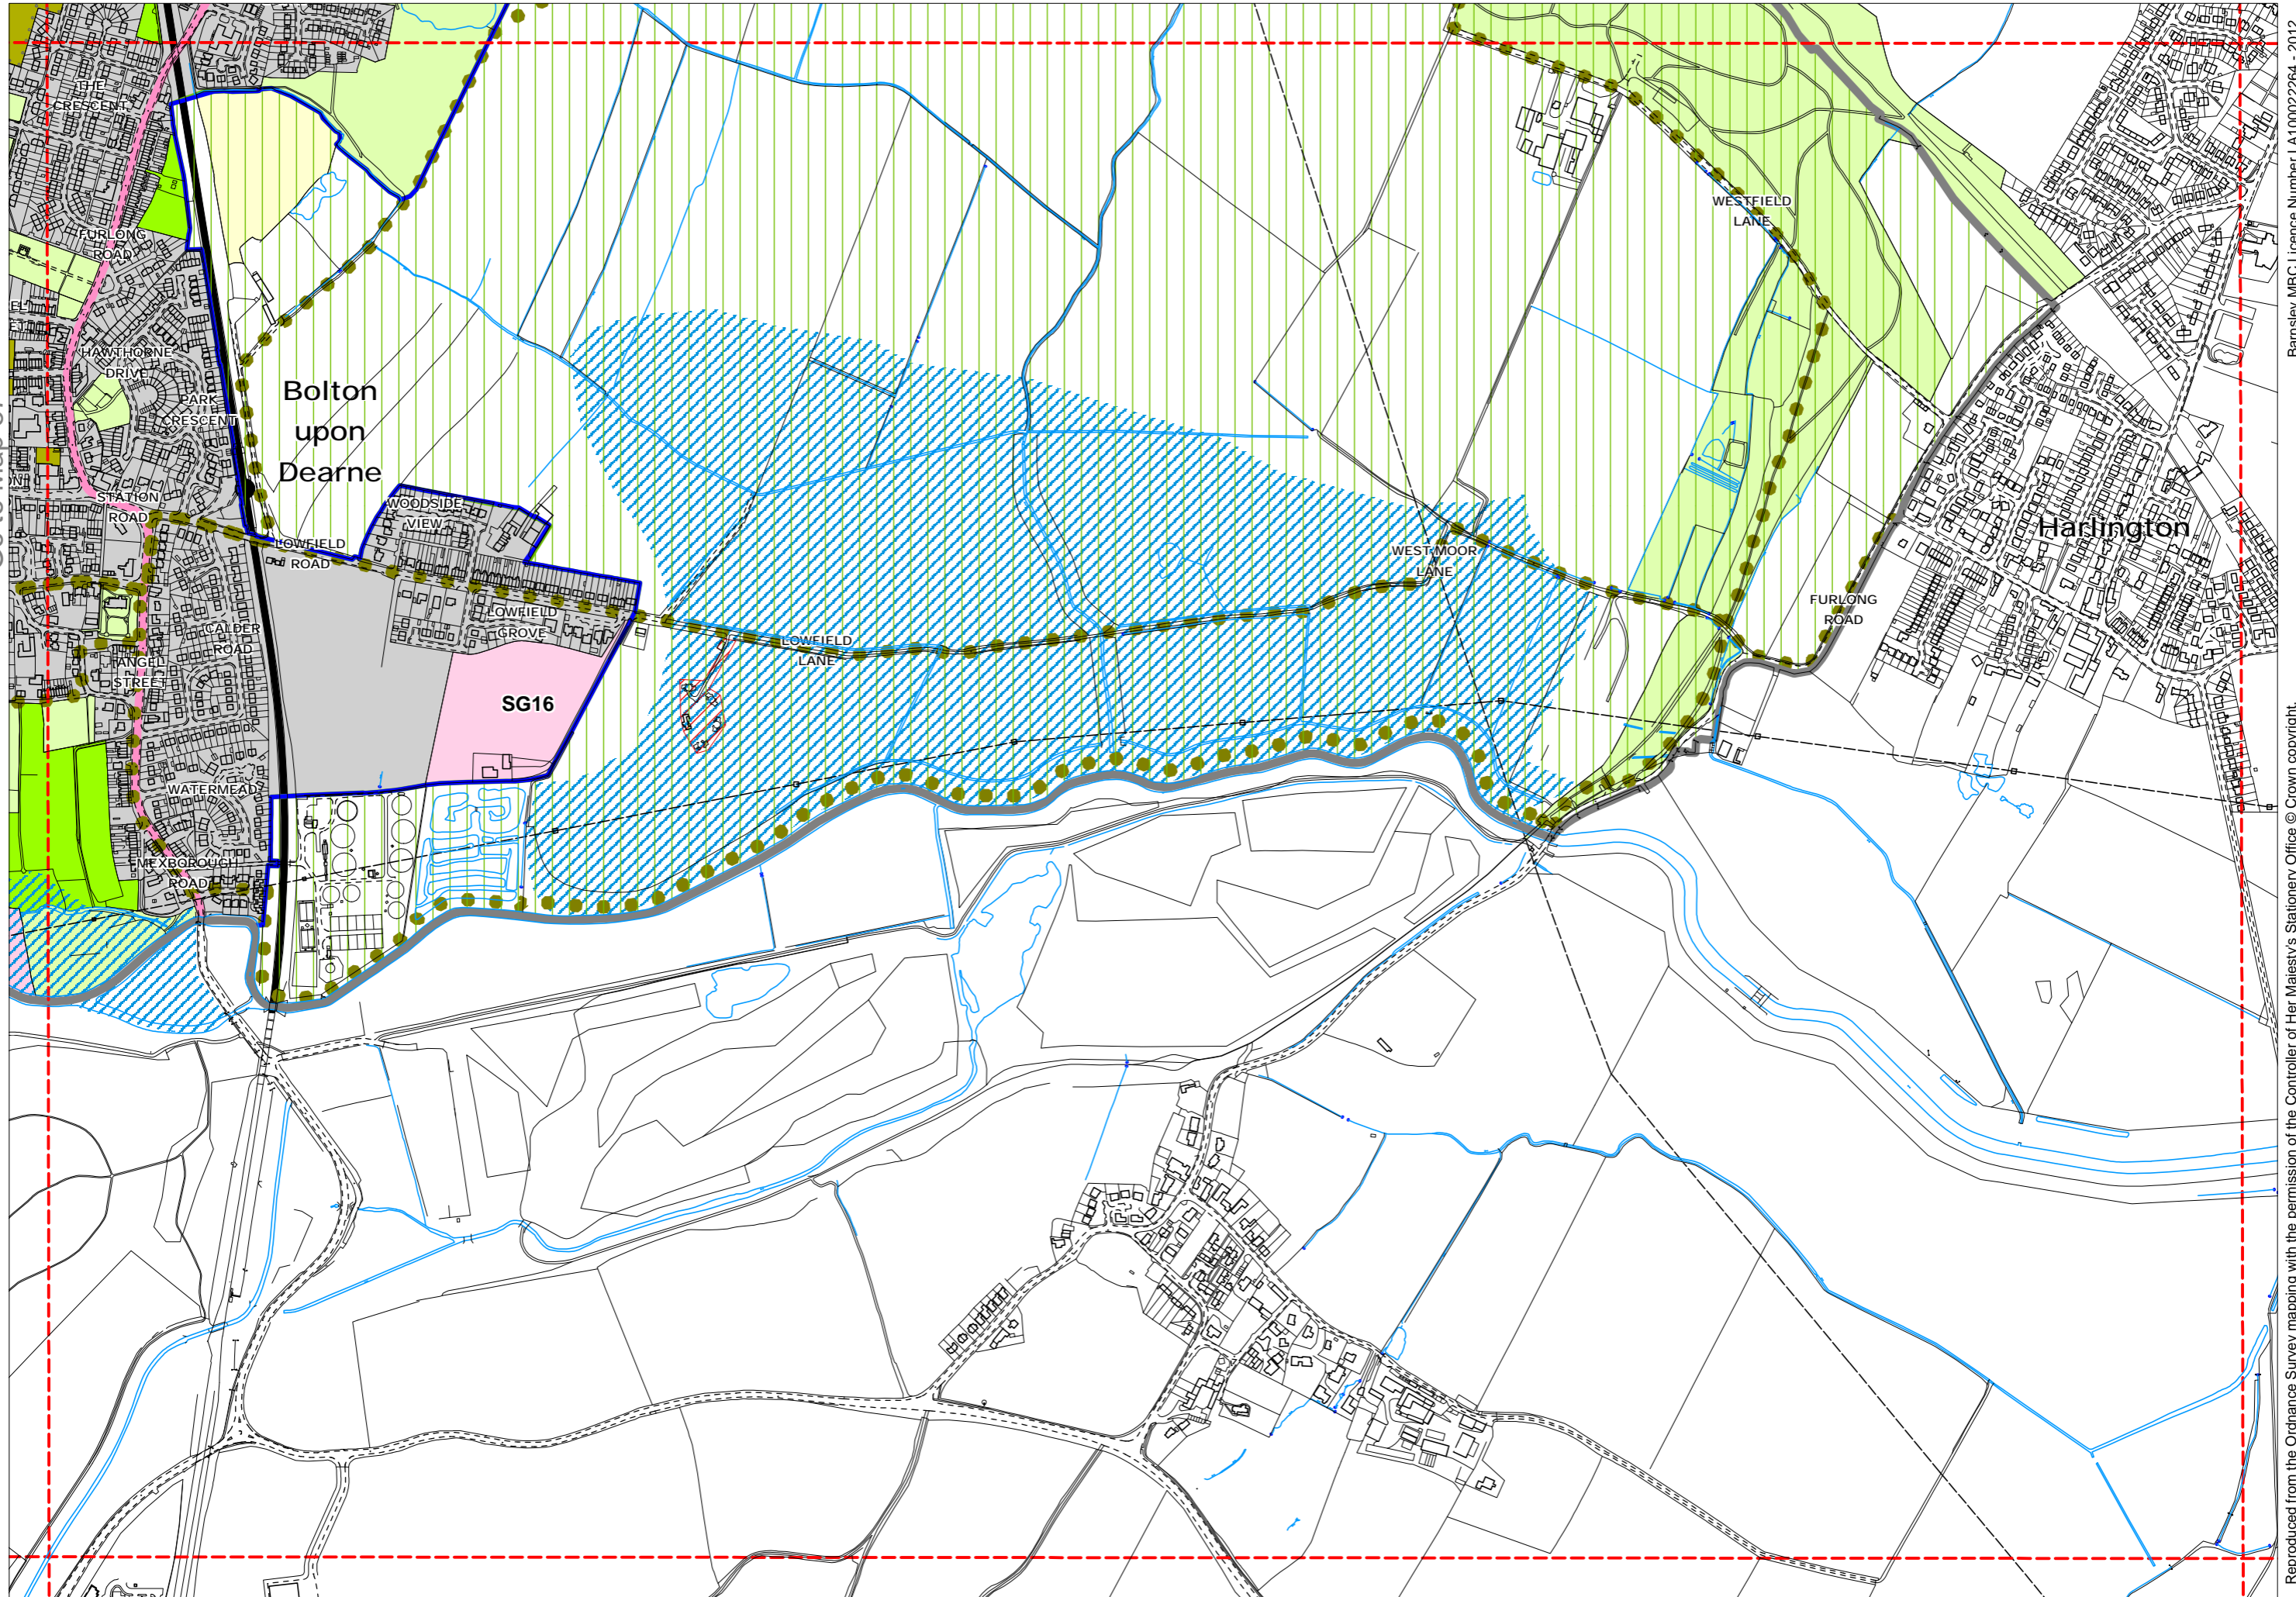 THE
CRESCENT
FURLONG
ROAD
HAWTHORNE
DRIVE
PARK
CRESCENT
Bolton
upon
Dearne
STATION
ROAD
LOWFIELD
ROAD
WOODSIDE
VIEW
LOWFIELD
GROVE
CALDER
ROAD
ANGEL
STREET
SG16
WATERMEAD
MEXBOROUGH
ROAD
LOWFIELD
LANE
WEST MOOR
LANE
WESTFIELD
LANE
FURLONG
ROAD
Harlington
Barnsley MBC Licence Number LA100022264 - 2012
Reproduced from the Ordnance Survey mapping with the permission of the Controller of Her Majesty's Stationery Office © Crown copyright.